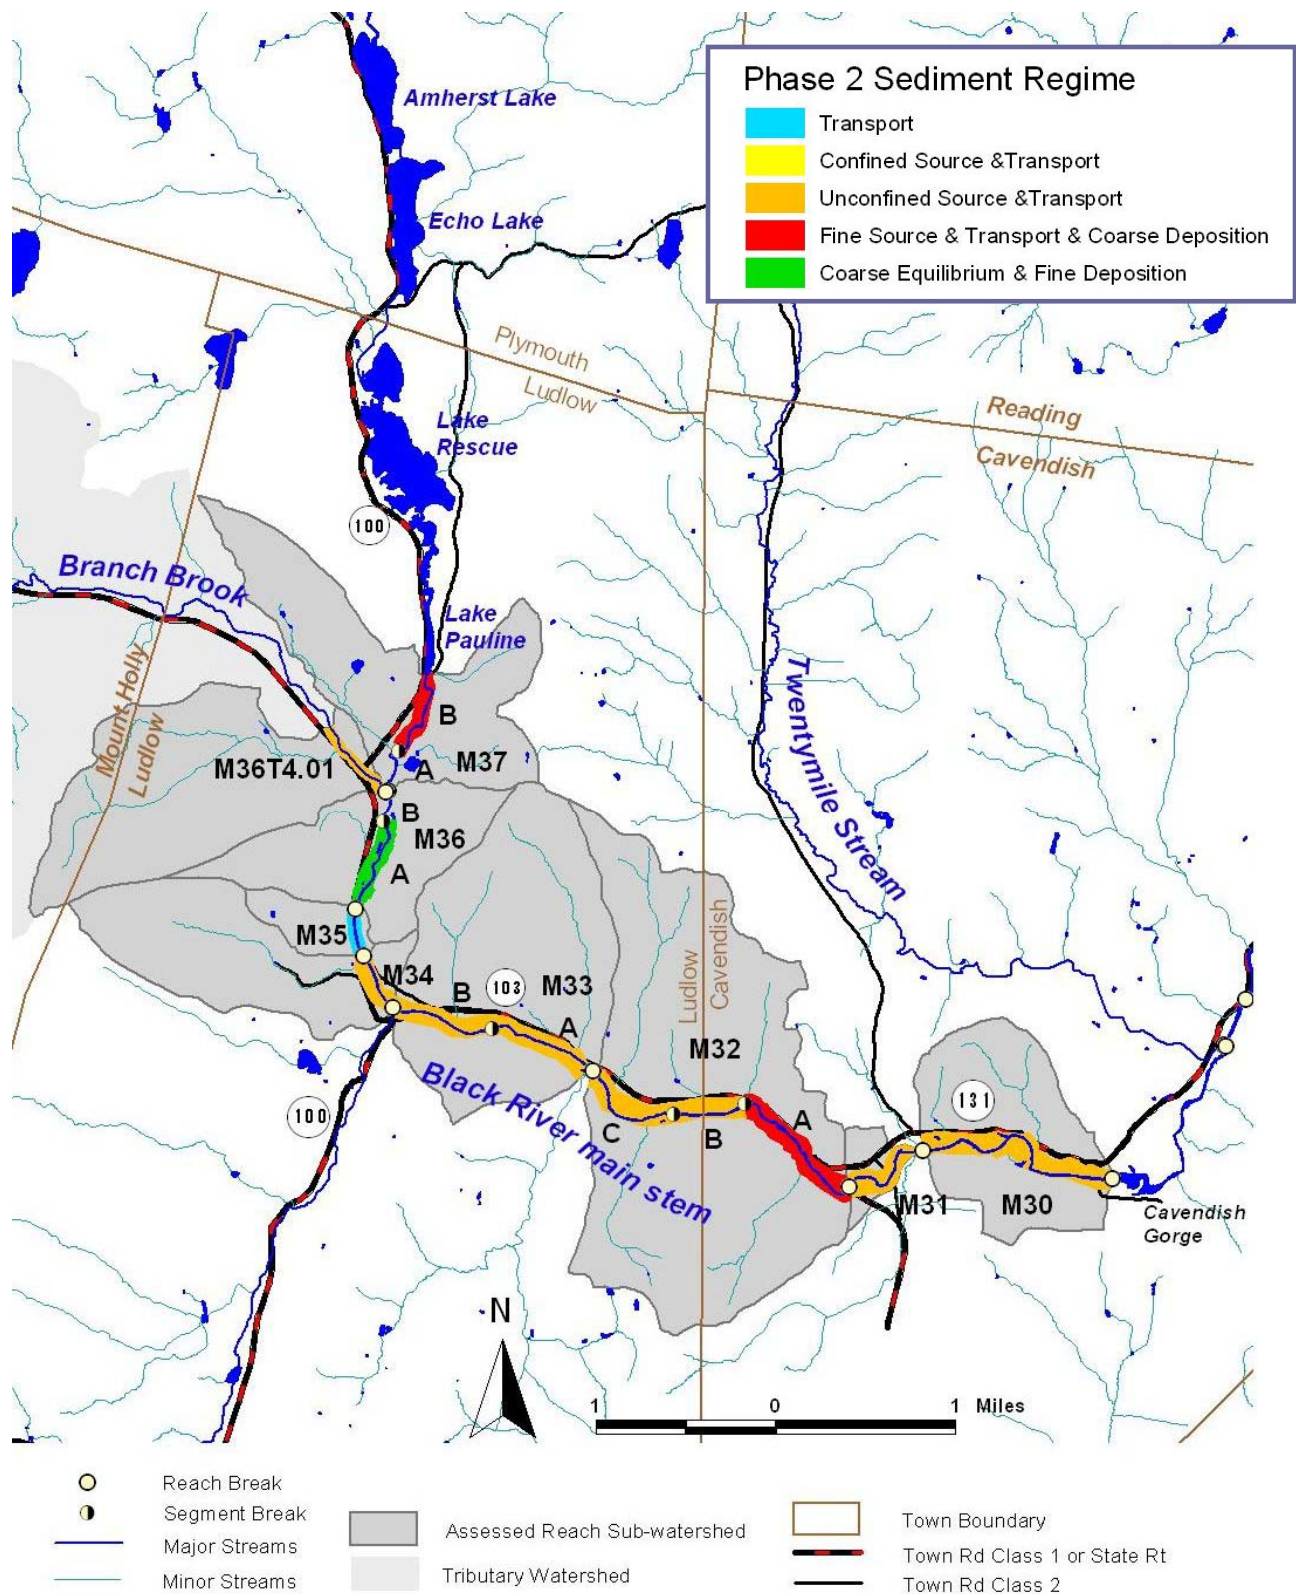 Phase 2 Sediment Regime
Transport
Confined Source &Transport
Unconfined Source &Transport
Fine Source & Transport & Coarse Deposition
Coarse Equilibrium & Fine Deposition
Amherst Lake
Echo Lake
Plymouth
Ludlow
Reading
Cavendish
Lake
Rescue
100
Branch Brook
Lake
Pauline
Mount Holly
Ludlow
Twentymile Stream
B
M37
A
M36T4.01
B
M36
A
M35
M34
B
103
M33
A
Ludlow
Cavendish
M32
Black River main stem
100
C
B
A
131
M31
M30
Cavendish
Gorge
N
1 0 1 Miles
Reach Break
Segment Break
Major Streams
Minor Streams
Assessed Reach Sub-watershed
Tributary Watershed
Town Boundary
Town Rd Class 1 or State Rt
Town Rd Class 2